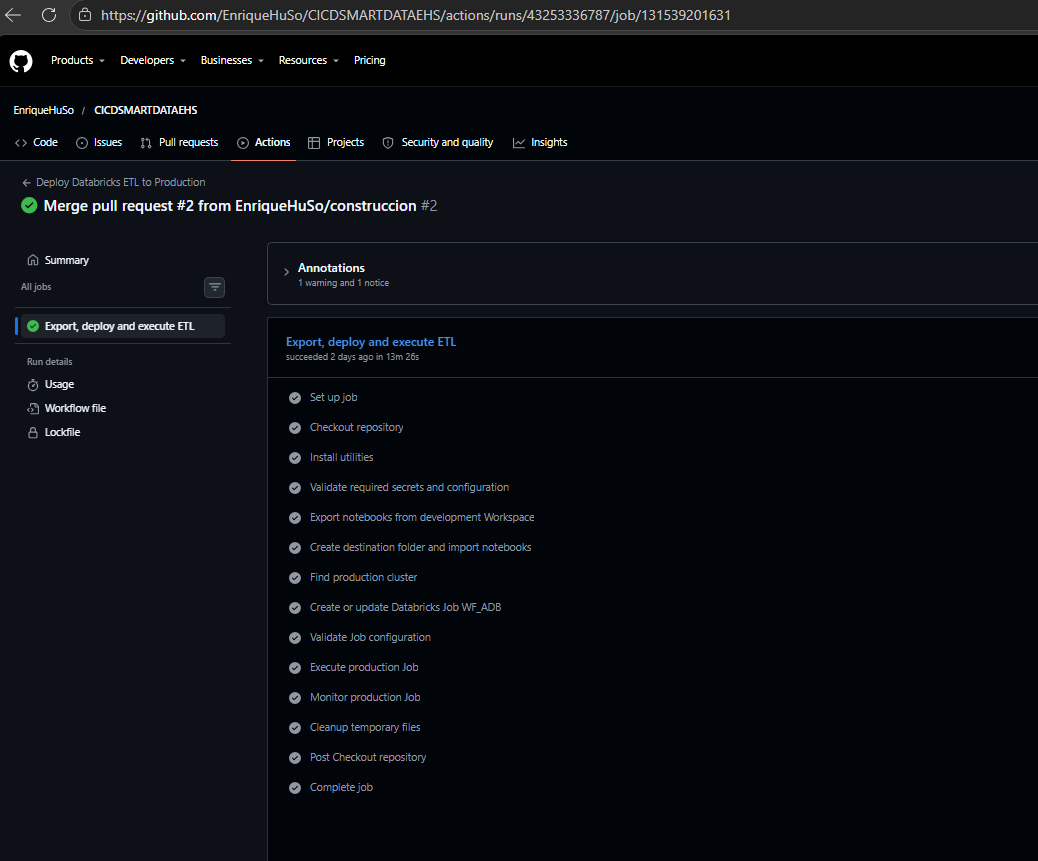 https://github.com/EnriqueHuSo/CICDSMARTDATAEHS/actions/runs/43253336787/job/131539201631
Products Developers Businesses Resources Pricing
EnriqueHuSo / CICDSMARTDATAEHS
Code Issues Pull requests Actions Projects Security and quality Insights
Deploy Databricks ETL to Production
Merge pull request #2 from EnriqueHuSo/construccion #2
Summary
All jobs
Export, deploy and execute ETL
Run details
Usage
Workflow file
Lockfile
Annotations
1 warning and 1 notice
Export, deploy and execute ETL
succeeded 2 days ago in 13m 26s
Set up job
Checkout repository
Install utilities
Validate required secrets and configuration
Export notebooks from development Workspace
Create destination folder and import notebooks
Find production cluster
Create or update Databricks Job WF_ADB
Validate Job configuration
Execute production Job
Monitor production Job
Cleanup temporary files
Post Checkout repository
Complete job